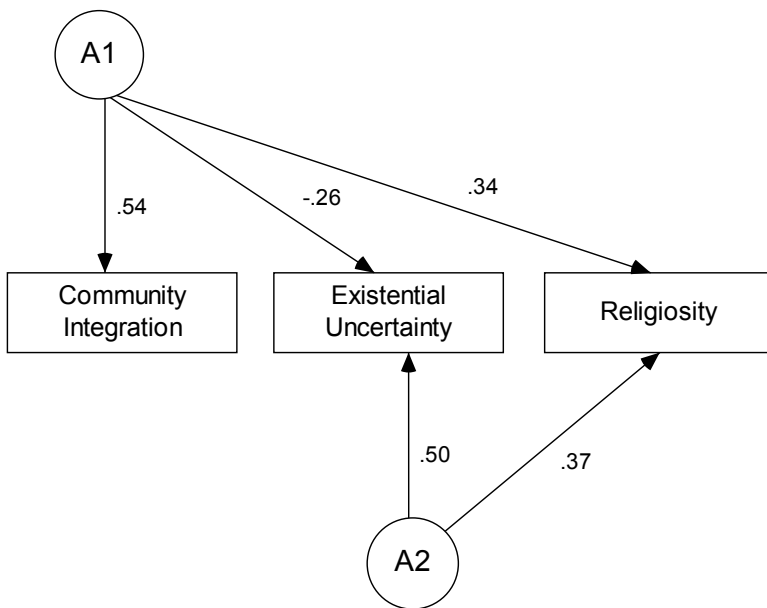 A1
.54
-.26
.34
Community
Integration
Existential
Uncertainty
Religiosity
.50
.37
A2